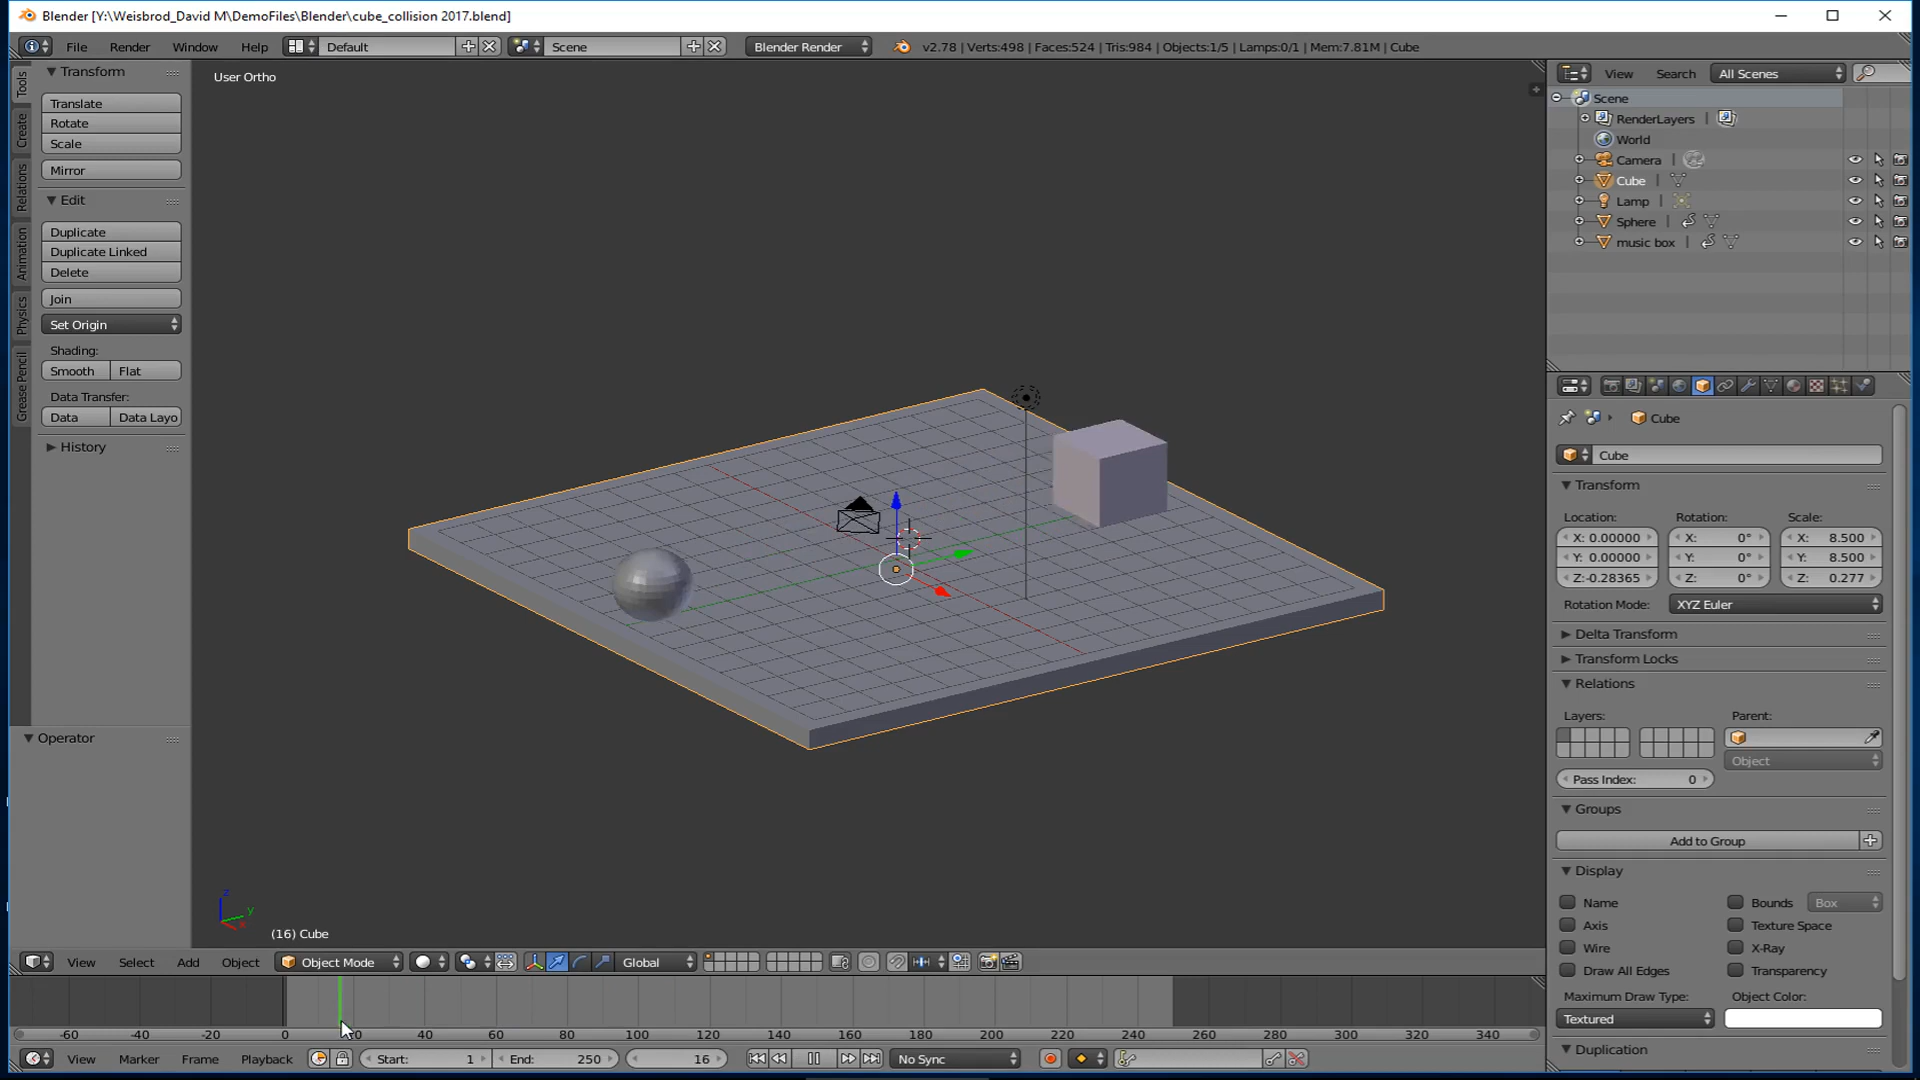 Blender [Y:\Weisbrod_David M\DemoFiles\Blender\cube_collision 2017.blend]
File Render Window Help Default Scene Blender Render v2.78 | Verts:498 | Faces:524 | Tris:984 | Objects:1/5 | Lamps:0/1 | Mem:7.81M | Cube
Tools
Create
Relations
Animation
Physics
Grease Pencil
Transform
Translate
Rotate
Scale
Mirror
Edit
Duplicate
Duplicate Linked
Delete
Join
Set Origin
Shading:
Smooth Flat
Data Transfer:
Data Data Layo
History
Operator
User Ortho
z
y
x
(16) Cube
View Search All Scenes
Scene
RenderLayers |
World
Camera |
Cube |
Lamp |
Sphere |
music box |
Cube
Cube
Transform
Location: Rotation: Scale:
X: 0.00000 X: 0° X: 8.500
Y: 0.00000 Y: 0° Y: 8.500
Z:-0.28365 Z: 0° Z: 0.277
Rotation Mode: XYZ Euler
Delta Transform
Transform Locks
Relations
Layers: Parent:
Object
Pass Index: 0
Groups
Add to Group
Display
Name Bounds Box
Axis Texture Space
Wire X-Ray
Draw All Edges Transparency
Maximum Draw Type: Object Color:
Textured
Duplication
View Select Add Object Object Mode Global
-60 -40 -20 0 20 40 60 80 100 120 140 160 180 200 220 240 260 280 300 320 340
View Marker Frame Playback Start: 1 End: 250 16 No Sync